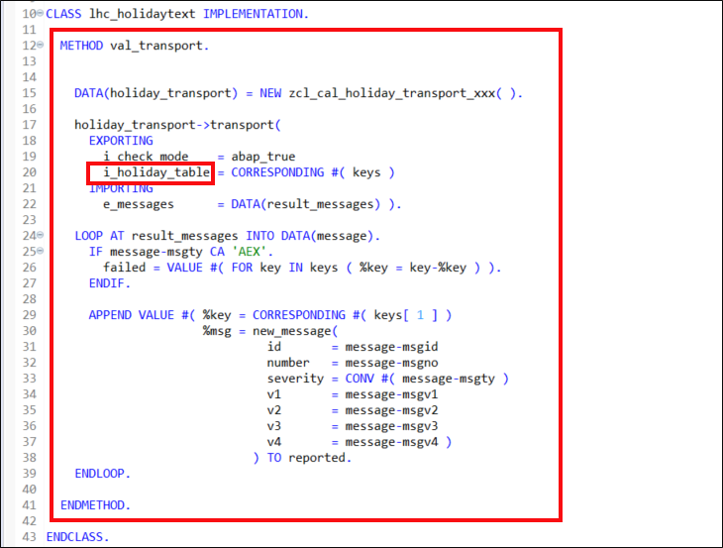 10 CLASS lhc_holidaytext IMPLEMENTATION.
11
12 METHOD val_transport.
13
14
15 DATA(holiday_transport) = NEW zcl_cal_holiday_transport_xxx( ).
16
17 holiday_transport->transport(
18 EXPORTING
19 i_check_mode = abap_true
20 i_holiday_table = CORRESPONDING #( keys )
21 IMPORTING
22 e_messages = DATA(result_messages) ).
23
24 LOOP AT result_messages INTO DATA(message).
25 IF message-msgty CA 'AEX'.
26 failed = VALUE #( FOR key IN keys ( %key = key-%key ) ).
27 ENDIF.
28
29 APPEND VALUE #( %key = CORRESPONDING #( keys[ 1 ] )
30 %msg = new_message(
31 id = message-msgid
32 number = message-msgno
33 severity = CONV #( message-msgty )
34 v1 = message-msgv1
35 v2 = message-msgv2
36 v3 = message-msgv3
37 v4 = message-msgv4 )
38 ) TO reported.
39 ENDLOOP.
40
41 ENDMETHOD.
42
43 ENDCLASS.